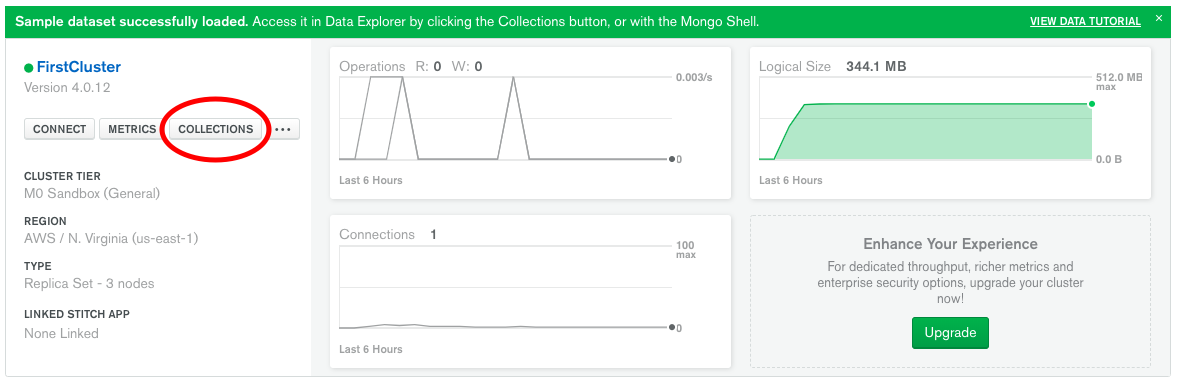 Sample dataset successfully loaded. Access it in Data Explorer by clicking the Collections button, or with the Mongo Shell.
VIEW DATA TUTORIAL
×
FirstCluster
Version 4.0.12
CONNECT
METRICS
COLLECTIONS
...
CLUSTER TIER
M0 Sandbox (General)
REGION
AWS / N. Virginia (us-east-1)
TYPE
Replica Set - 3 nodes
LINKED STITCH APP
None Linked
Operations R: 0 W: 0
0.003/s
0
Last 6 Hours
Logical Size 344.1 MB
512.0 MB
max
0.0 B
Last 6 Hours
Connections 1
100
max
0
Last 6 Hours
Enhance Your Experience
For dedicated throughput, richer metrics and
enterprise security options, upgrade your cluster
now!
Upgrade